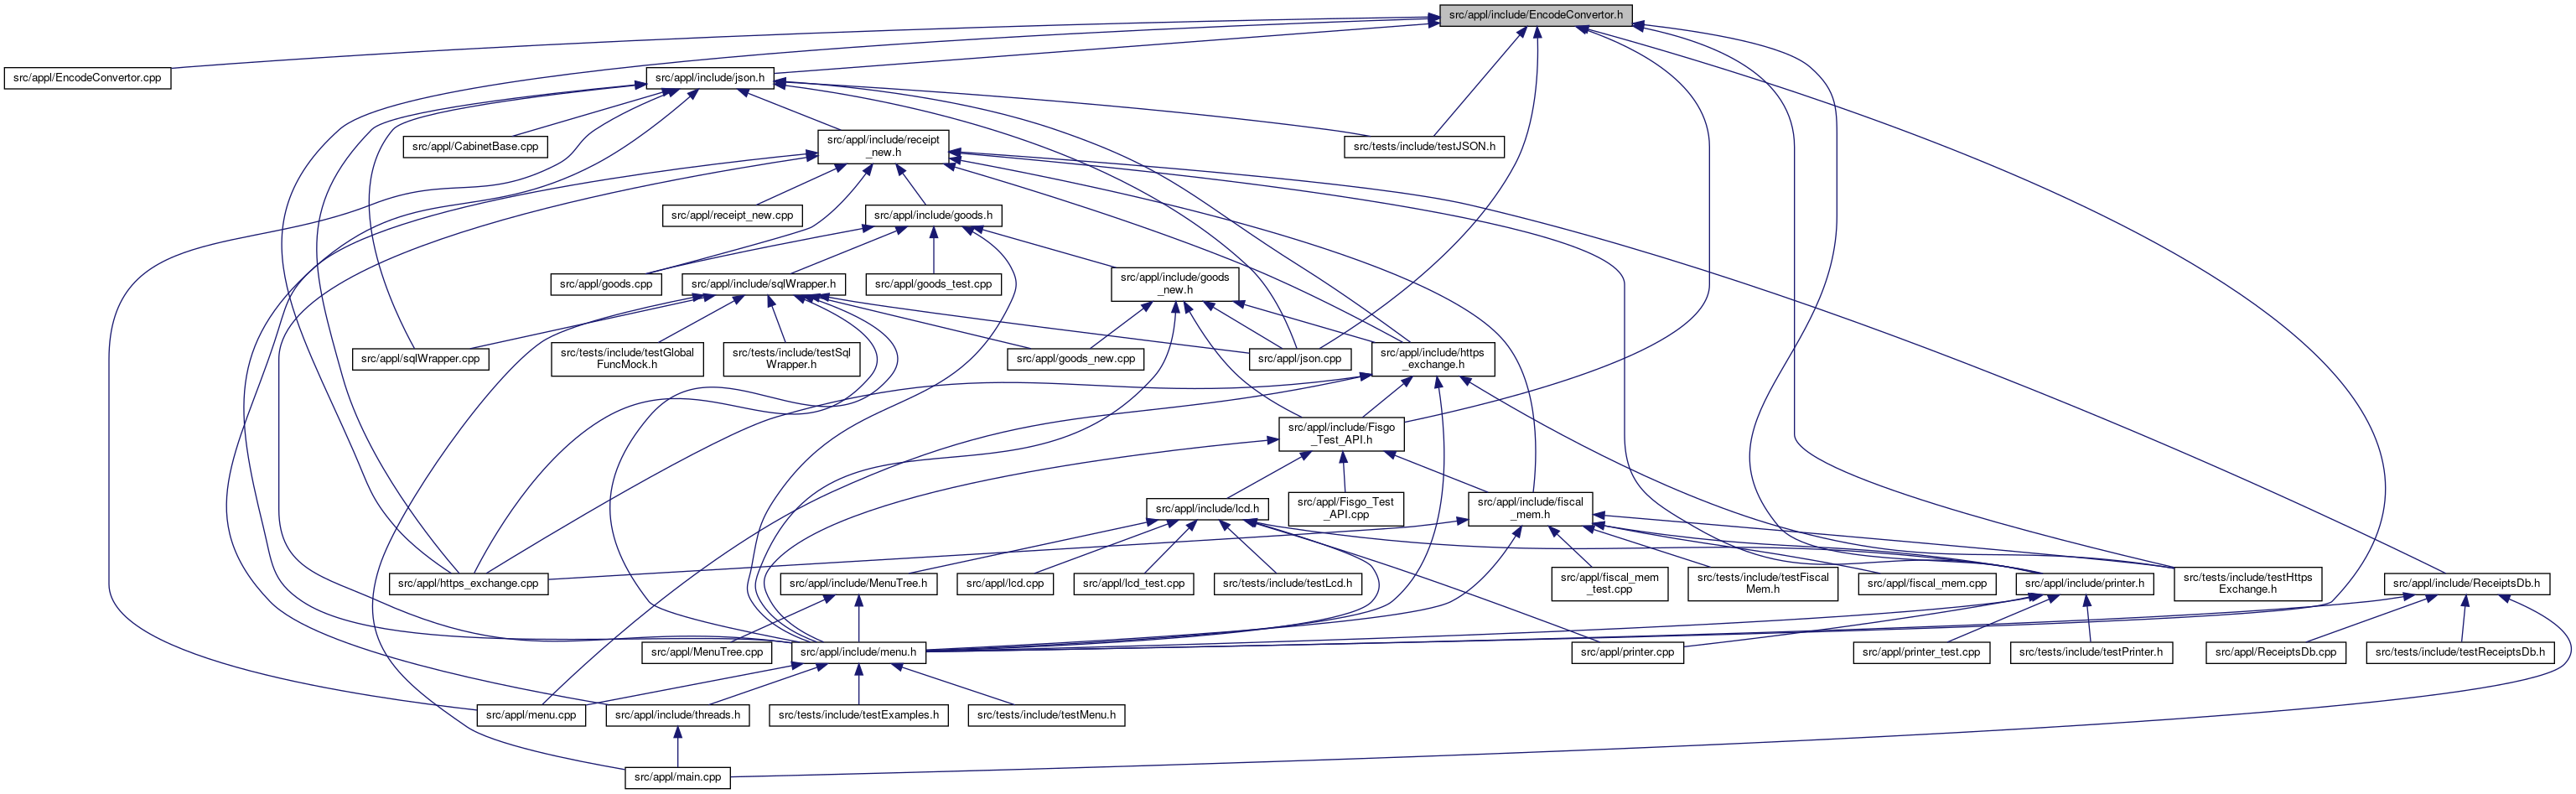 src/appl/include/EncodeConvertor.h
src/appl/EncodeConvertor.cpp
src/appl/include/json.h
src/appl/CabinetBase.cpp
src/appl/include/receipt
_new.h
src/tests/include/testJSON.h
src/appl/receipt_new.cpp
src/appl/include/goods.h
src/appl/goods.cpp
src/appl/include/sqlWrapper.h
src/appl/goods_test.cpp
src/appl/include/goods
_new.h
src/appl/sqlWrapper.cpp
src/tests/include/testGlobal
FuncMock.h
src/tests/include/testSql
Wrapper.h
src/appl/goods_new.cpp
src/appl/json.cpp
src/appl/include/https
_exchange.h
src/appl/include/Fisgo
_Test_API.h
src/appl/include/lcd.h
src/appl/Fisgo_Test
_API.cpp
src/appl/include/fiscal
_mem.h
src/appl/https_exchange.cpp
src/appl/include/MenuTree.h
src/appl/lcd.cpp
src/appl/lcd_test.cpp
src/tests/include/testLcd.h
src/appl/fiscal_mem
_test.cpp
src/tests/include/testFiscal
Mem.h
src/appl/fiscal_mem.cpp
src/appl/include/printer.h
src/tests/include/testHttps
Exchange.h
src/appl/include/ReceiptsDb.h
src/appl/MenuTree.cpp
src/appl/include/menu.h
src/appl/printer.cpp
src/appl/printer_test.cpp
src/tests/include/testPrinter.h
src/appl/ReceiptsDb.cpp
src/tests/include/testReceiptsDb.h
src/appl/menu.cpp
src/appl/include/threads.h
src/tests/include/testExamples.h
src/tests/include/testMenu.h
src/appl/main.cpp